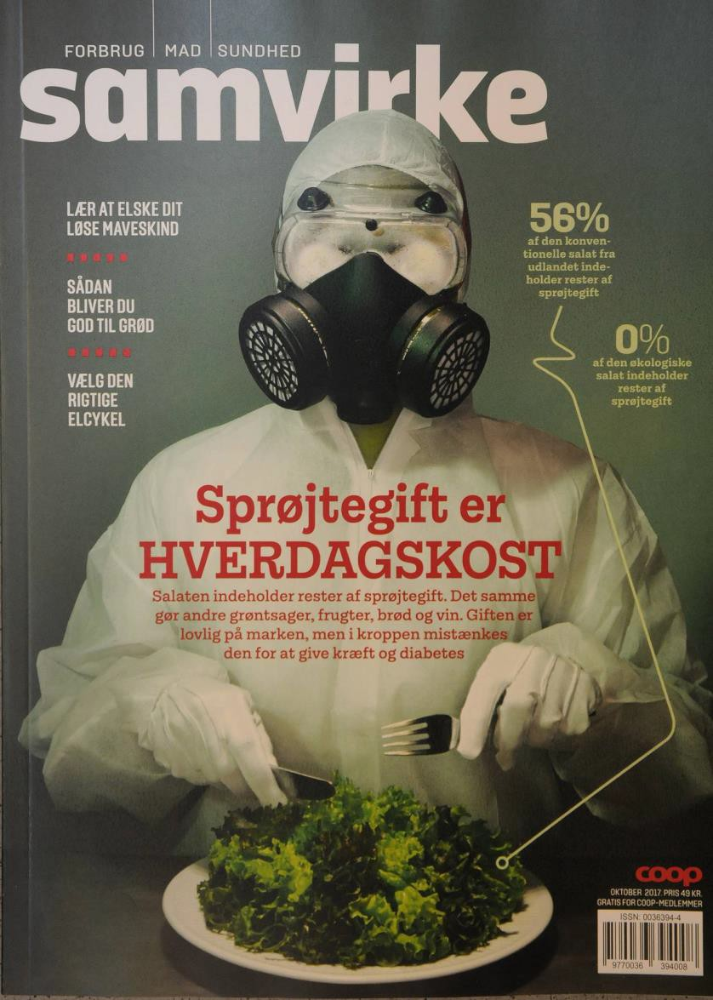 FORBRUG | MAD | SUNDHED
samvirke
LÆR AT ELSKE DIT
LØSE MAVESKIND
SÅDAN
BLIVER DU
GOD TIL GRØD
VÆLG DEN
RIGTIGE
ELCYKEL
56%
af den konven-
tionelle salat fra
udlandet inde-
holder rester af
sprøjtegift
0%
af den økologiske
salat indeholder
rester af
sprøjtegift
Sprøjtegift er
HVERDAGSKOST
Salaten indeholder rester af sprøjtegift. Det samme
gør andre grøntsager, frugter, brød og vin. Giften er
lovlig på marken, men i kroppen mistænkes
den for at give kræft og diabetes
coop
OKTOBER 2017. PRIS 49 KR.
GRATIS FOR COOP-MEDLEMMER
ISSN: 0036394-4
9770036 394008